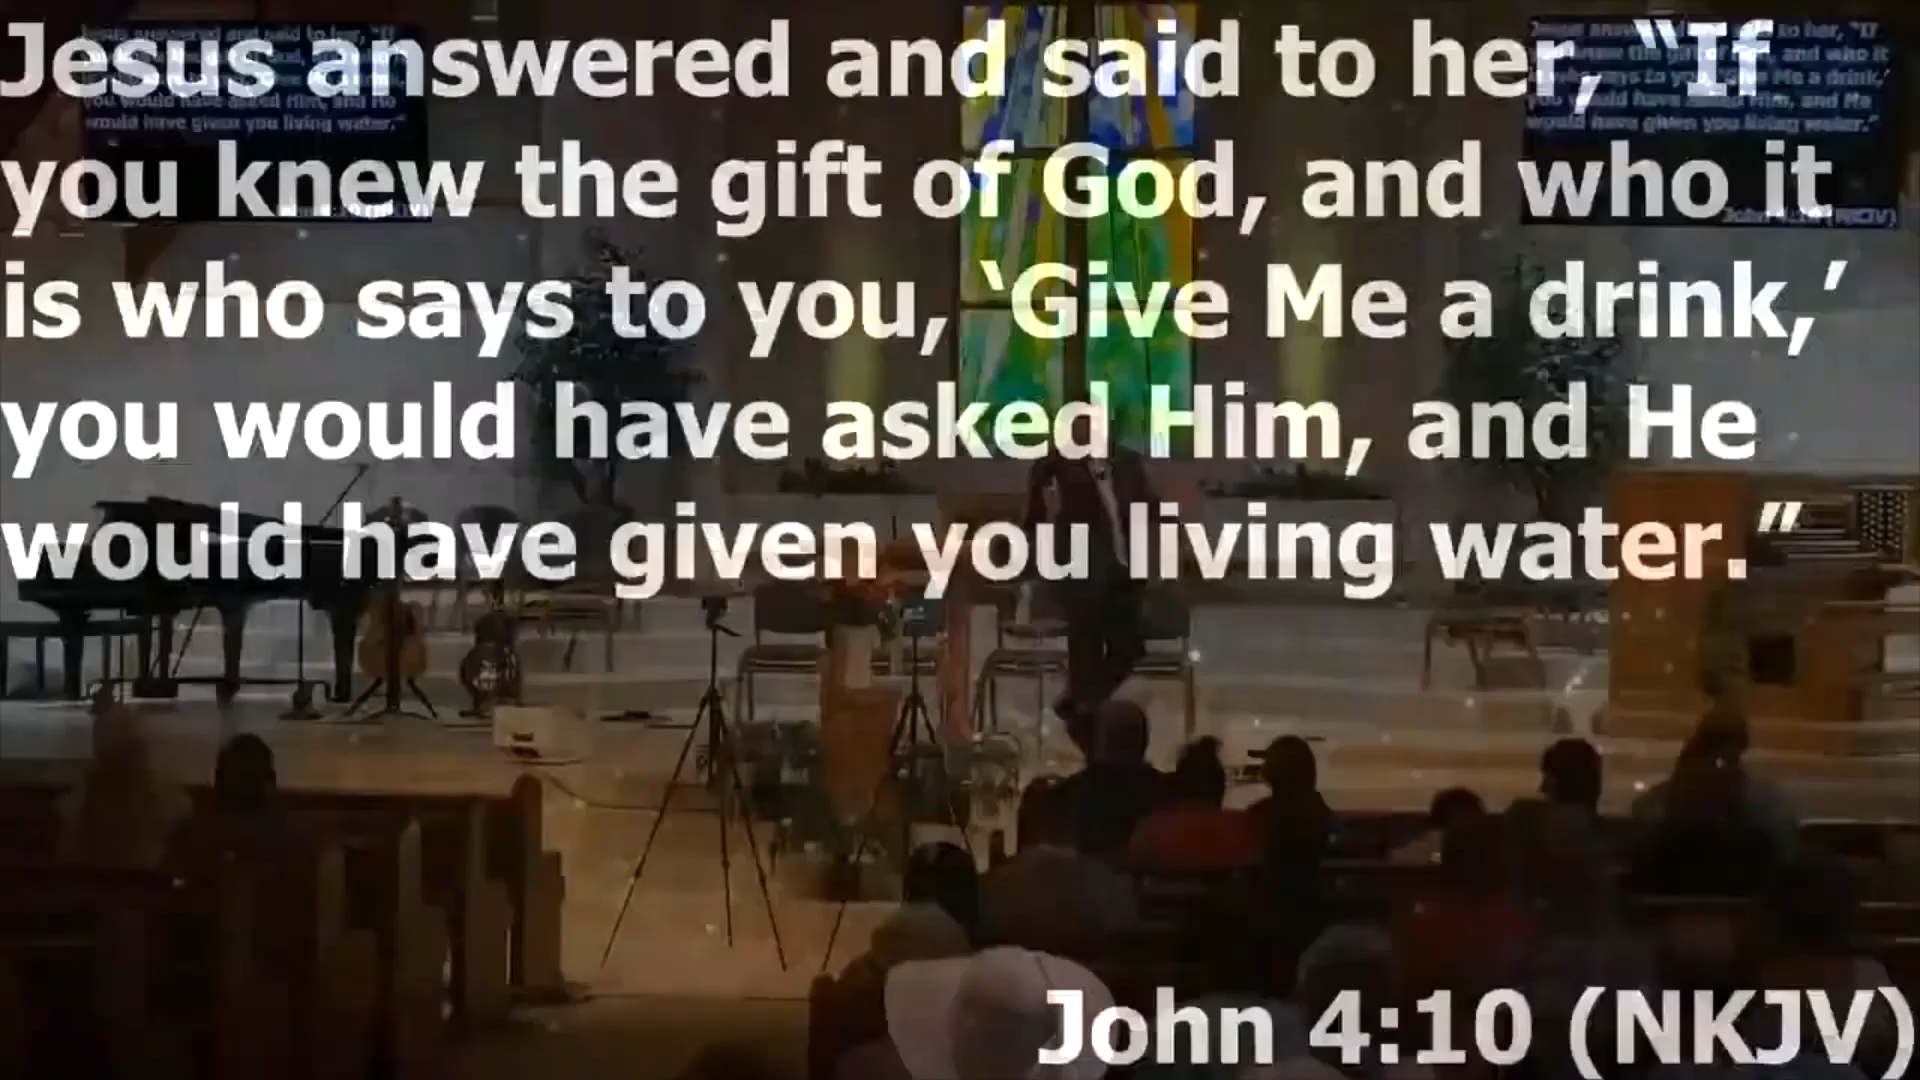 Jesus answered and said to her, “If
you knew the gift of God, and who it
is who says to you, ‘Give Me a drink,’
you would have asked Him, and He
would have given you living water.”
John 4:10 (NKJV)